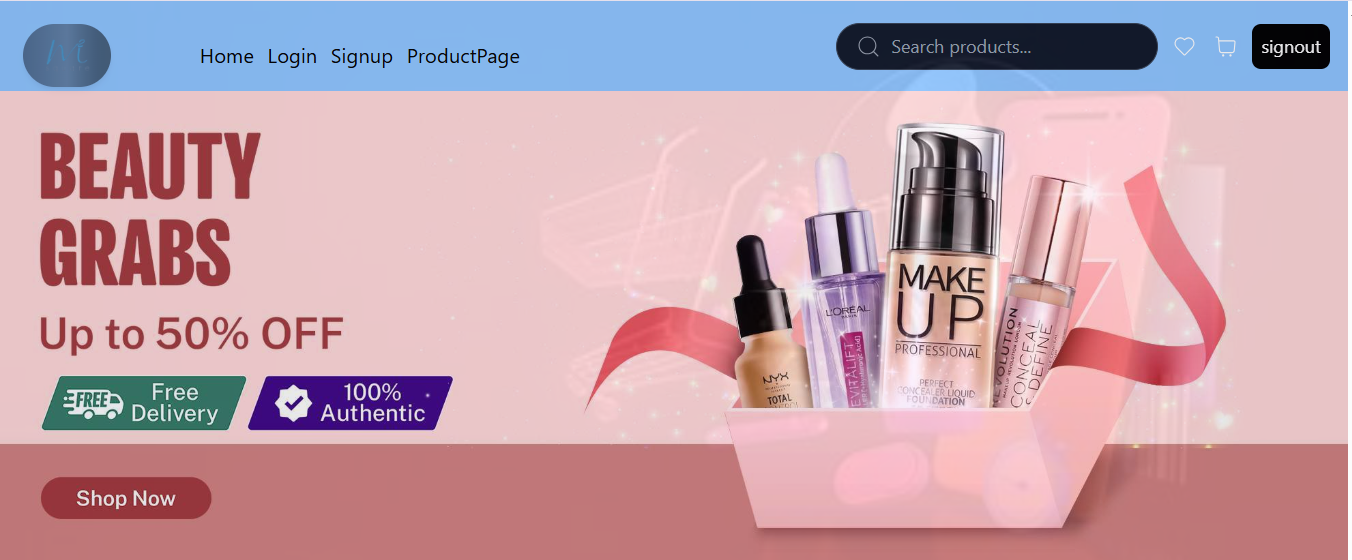 Home Login Signup ProductPage
Search products...
signout
BEAUTY
GRABS
Up to 50% OFF
FREE
Free
Delivery
100%
Authentic
Shop Now
NYX
TOTAL
L'ORÉAL
PARIS
REVITALIFT
MAKE
UP
PROFESSIONAL
PERFECT
CONCEALER LIQUID
FOUNDATION
REVOLUTION
CONCEAL
& DEFINE